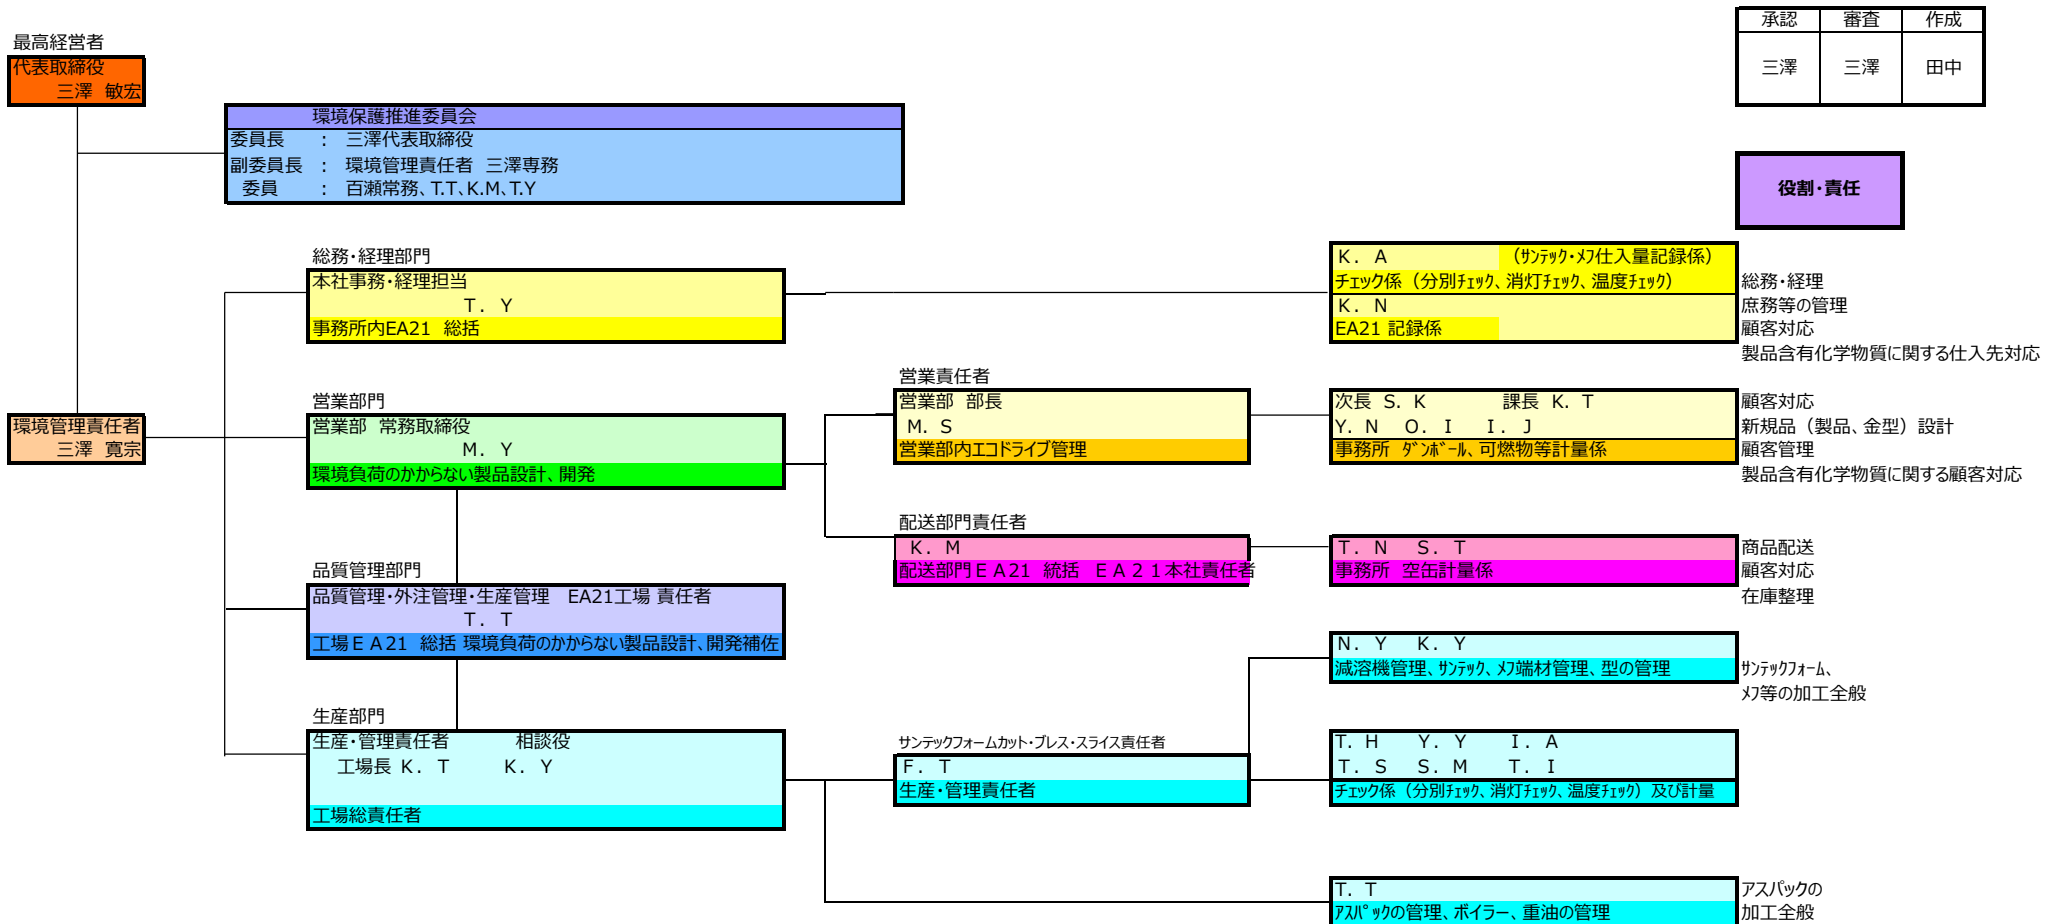 承認 審査 作成
三澤 三澤 田中
最高経営者
代表取締役
三澤 敏宏
環境保護推進委員会
委員長 : 三澤代表取締役
副委員長 : 環境管理責任者 三澤専務
委員 : 百瀬常務、T.T、K.M、T.Y
役割・責任
総務・経理部門
本社事務・経理担当
T. Y
事務所内EA21 総括
K. A (ｻﾝﾃｯｸ・ﾒﾌ仕入量記録係)
チェック係（分別ﾁｪｯｸ、消灯ﾁｪｯｸ、温度ﾁｪｯｸ）
K. N
EA21 記録係
総務・経理
庶務等の管理
顧客対応
製品含有化学物質に関する仕入先対応
環境管理責任者
三澤 寛宗
営業部門
営業部 常務取締役
M. Y
環境負荷のかからない製品設計、開発
営業責任者
営業部 部長
M. S
営業部内エコドライブ管理
次長 S. K 課長 K. T
Y. N O. I I. J
事務所 ﾀﾞﾝﾎﾞｰﾙ、可燃物等計量係
顧客対応
新規品（製品、金型）設計
顧客管理
製品含有化学物質に関する顧客対応
配送部門責任者
K. M
配送部門ＥＡ21 統括 ＥＡ２１本社責任者
T. N S. T
事務所 空缶計量係
商品配送
顧客対応
在庫整理
品質管理部門
品質管理・外注管理・生産管理 EA21工場 責任者
T. T
工場ＥＡ21 総括 環境負荷のかからない製品設計、開発補佐
N. Y K. Y
減溶機管理、ｻﾝﾃｯｸ、ﾒﾌ端材管理、型の管理
ｻﾝﾃｯｸﾌｫｰﾑ、
ﾒﾌ等の加工全般
生産部門
生産・管理責任者 相談役
工場長 K. T K. Y
工場総責任者
サンテックフォームカット・プレス・スライス責任者
F. T
生産・管理責任者
T. H Y. Y I. A
T. S S. M T. I
チェック係（分別ﾁｪｯｸ、消灯ﾁｪｯｸ、温度ﾁｪｯｸ）及び計量
T. T
ｱｽﾊﾟｯｸの管理、ボイラー、重油の管理
アスパックの
加工全般